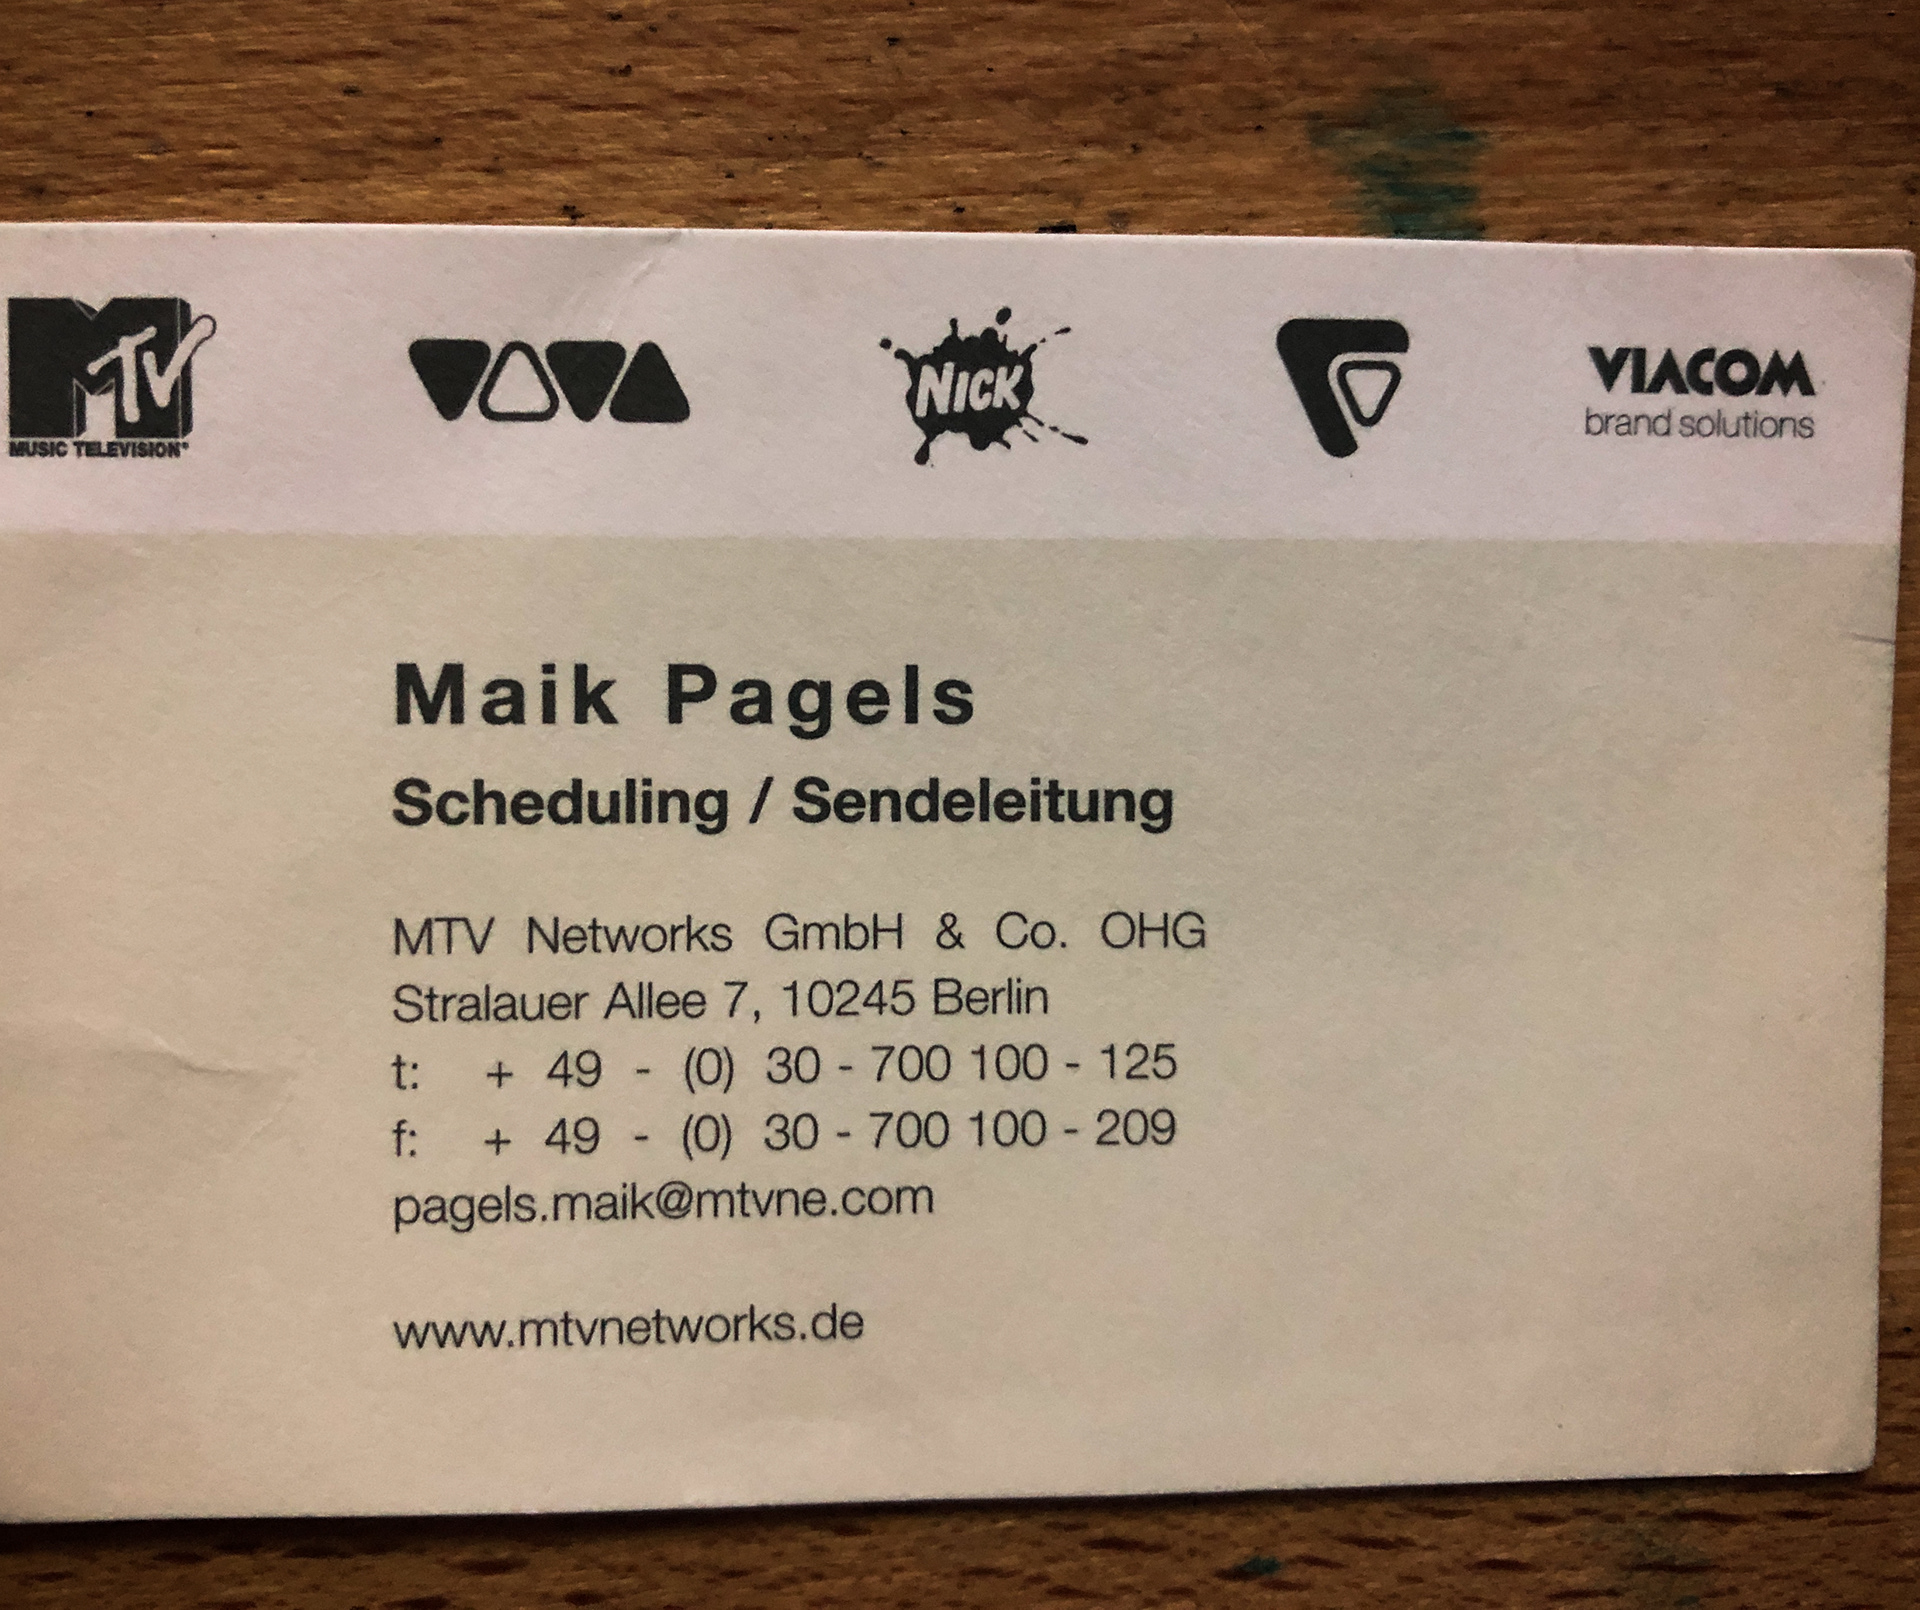 MTV
MUSIC TELEVISION®
VIVA
NICK
VIACOM
brand solutions
Maik Pagels
Scheduling / Sendeleitung
MTV Networks GmbH & Co. OHG
Stralauer Allee 7, 10245 Berlin
t: + 49 - (0) 30 - 700 100 - 125
f: + 49 - (0) 30 - 700 100 - 209
pagels.maik@mtvne.com
www.mtvnetworks.de